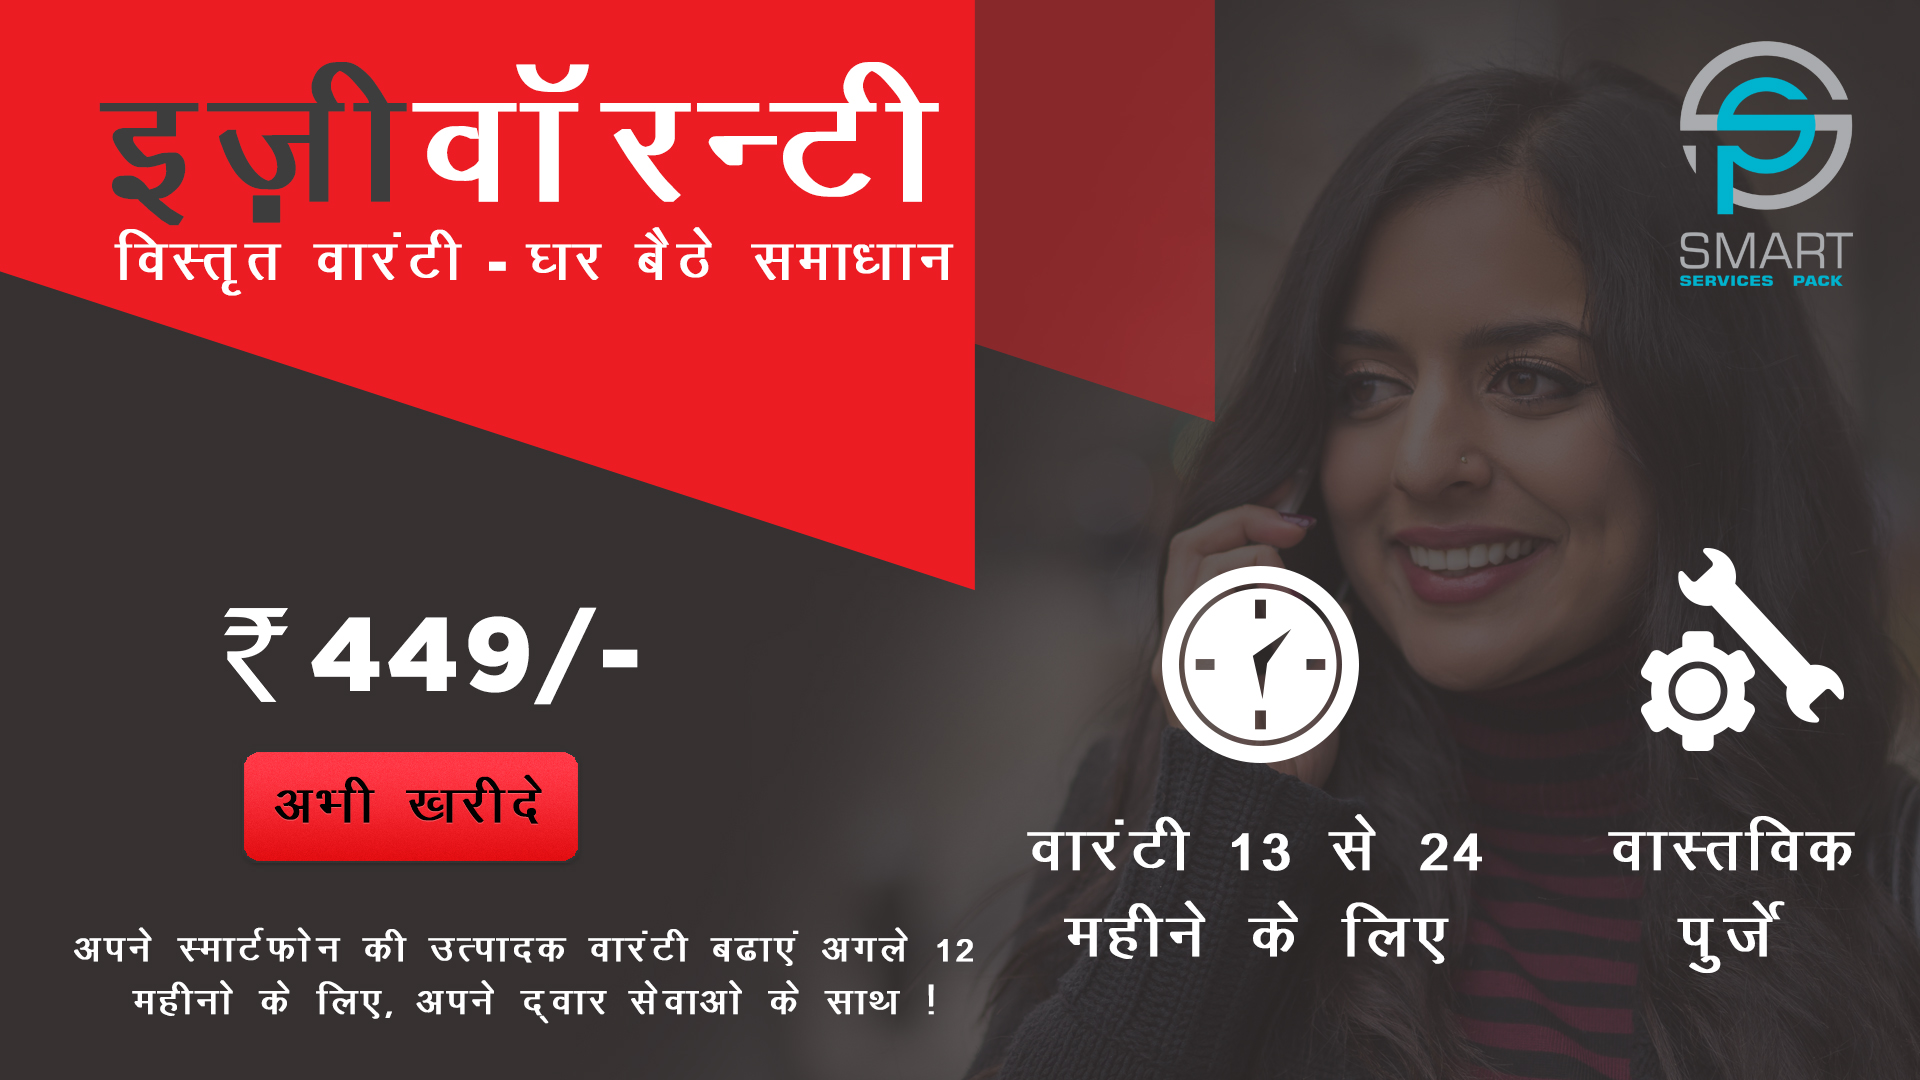 इज़ीवॉरन्टी
विस्तृत वारंटी - घर बैठे समाधान
SMART
SERVICES PACK
₹449/-
अभी खरीदे
अपने स्मार्टफोन की उत्पादक वारंटी बढाएं अगले 12
महीनो के लिए, अपने द्वार सेवाओ के साथ !
वारंटी 13 से 24
महीने के लिए
वास्तविक
पुर्जे